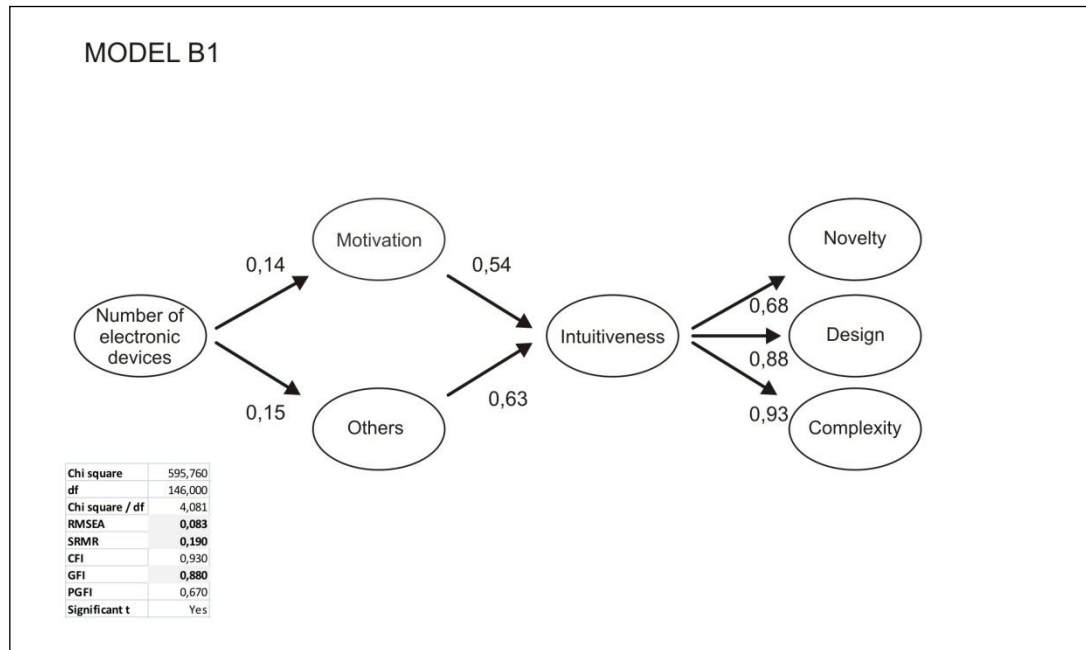 MODEL B1
Motivation
Novelty
0,14
0,54
Number of
electronic
devices
Intuitiveness
0,68
Design
0,88
0,15
Others
0,63
0,93
Complexity
Chi square 595,760
df 146,000
Chi square / df 4,081
RMSEA 0,083
SRMR 0,190
CFI 0,930
GFI 0,880
PGFI 0,670
Significant t Yes